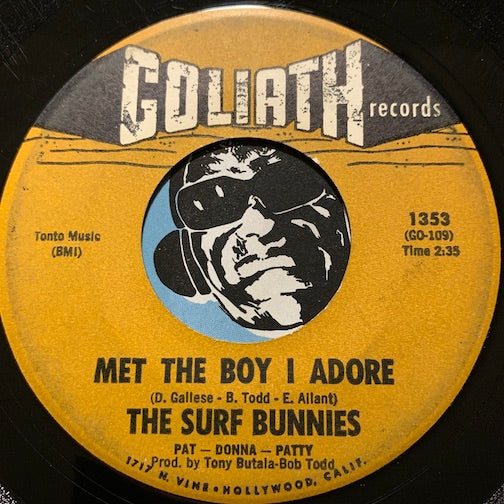 GOLIATH records
1353
(GO-109)
Time 2:35
Tonto Music
(BMI)
MET THE BOY I ADORE
(D. Gallese - B. Todd - E. Allant)
THE SURF BUNNIES
PAT — DONNA — PATTY
Prod. by Tony Butala-Bob Todd
1717 N. VINE • HOLLYWOOD, CALIF.